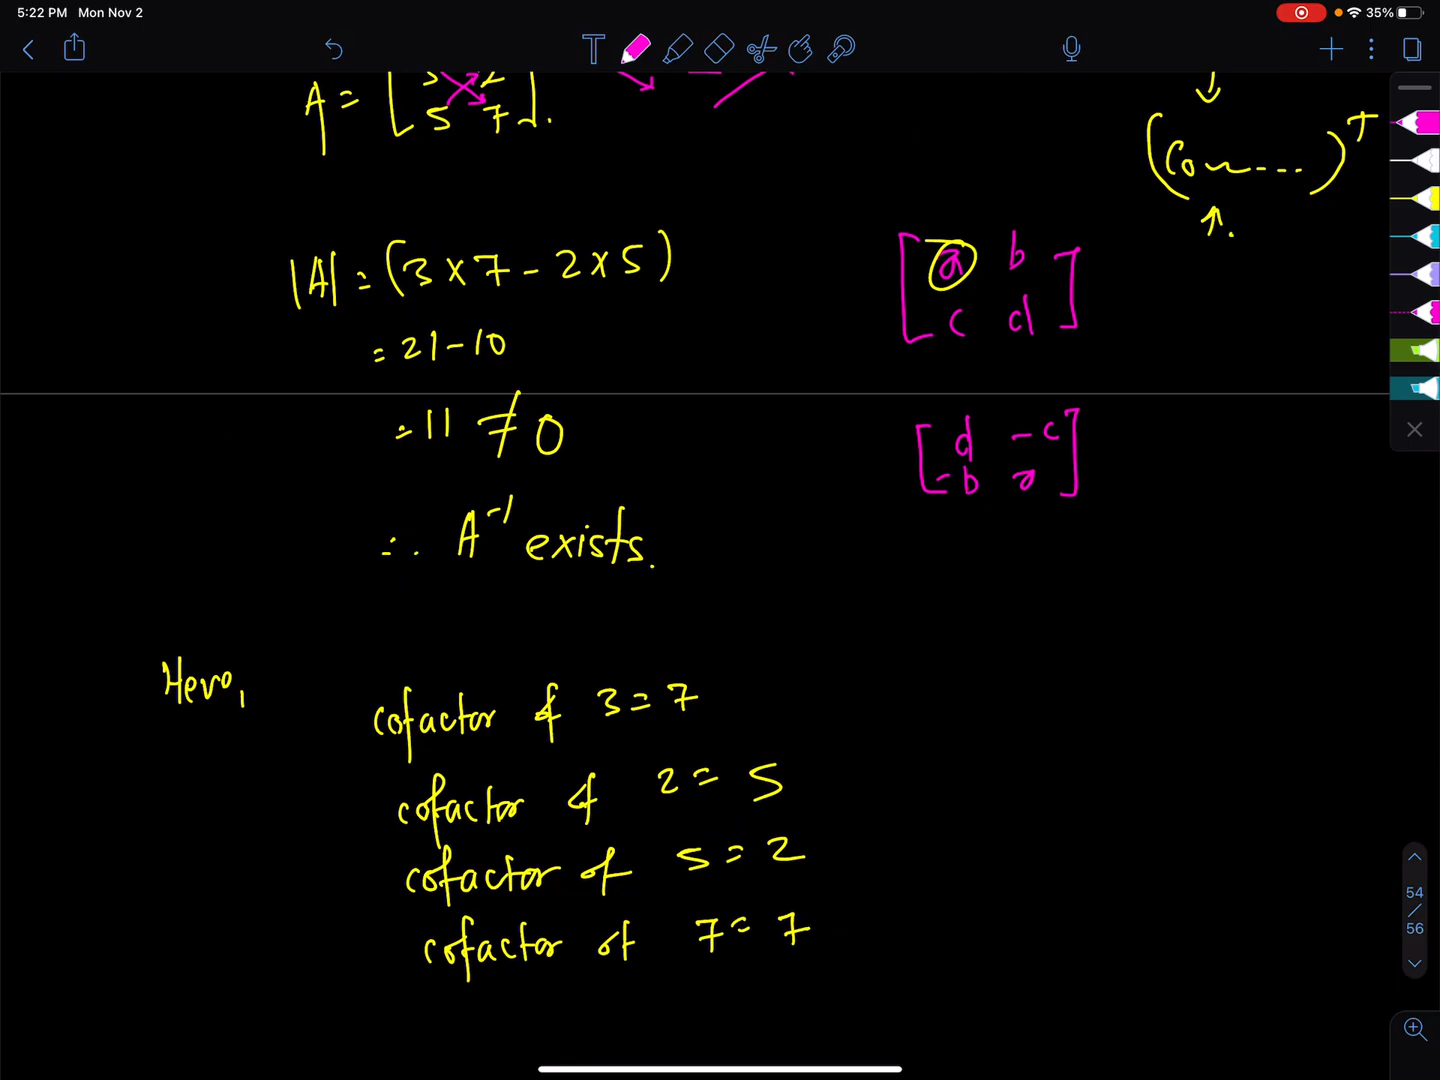 5:22 PM Mon Nov 2
35%
T
A = [ 3 2
5 7 ].
(Co ~ ...)ᵀ
|A| = (3 × 7 - 2 × 5)
= 21 - 10
= 11 ≠ 0
∴ A⁻¹ exists.
[ a b
c d ]
[ d -c
-b a ]
Here,
cofactor of 3 = 7
cofactor of 2 = 5
cofactor of 5 = 2
cofactor of 7 = 7
54
/
56